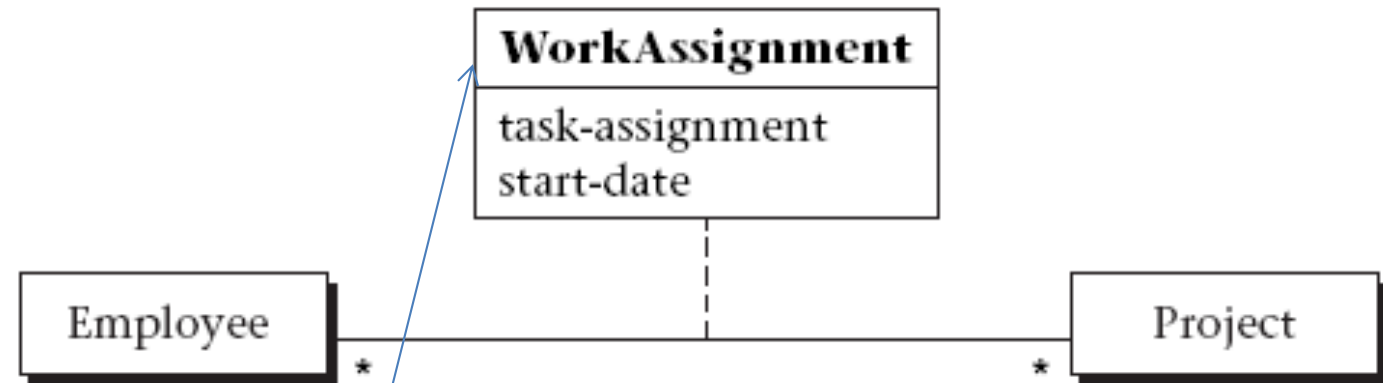 WorkAssignment
task-assignment
start-date
Employee
Project
* *